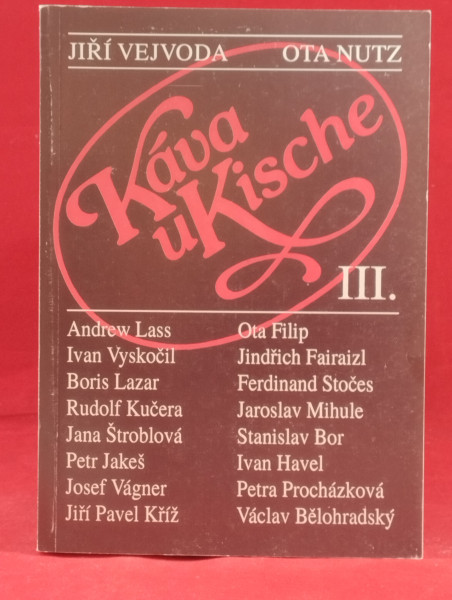 JIŘÍ VEJVODA OTA NUTZ
Káva
uKische
III.
Andrew Lass
Ivan Vyskočil
Boris Lazar
Rudolf Kučera
Jana Štroblová
Petr Jakeš
Josef Vágner
Jiří Pavel Kříž
Ota Filip
Jindřich Fairaizl
Ferdinand Stočes
Jaroslav Mihule
Stanislav Bor
Ivan Havel
Petra Procházková
Václav Bělohradský